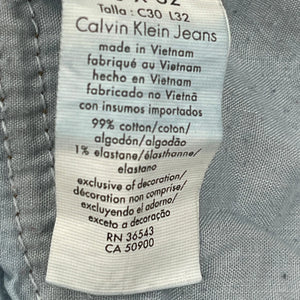 Talla : C30 L32
Calvin Klein Jeans
made in Vietnam
fabriqué au Vietnam
hecho en Vietnam
fabricado no Vietnã
con insumos importados
99% cotton/coton/
algodón/algodão
1% elastane/élasthanne/
elastano
exclusive of decoration/
décoration non comprise/
excluyendo el adorno/
exceto a decoração
RN 36543
CA 50900